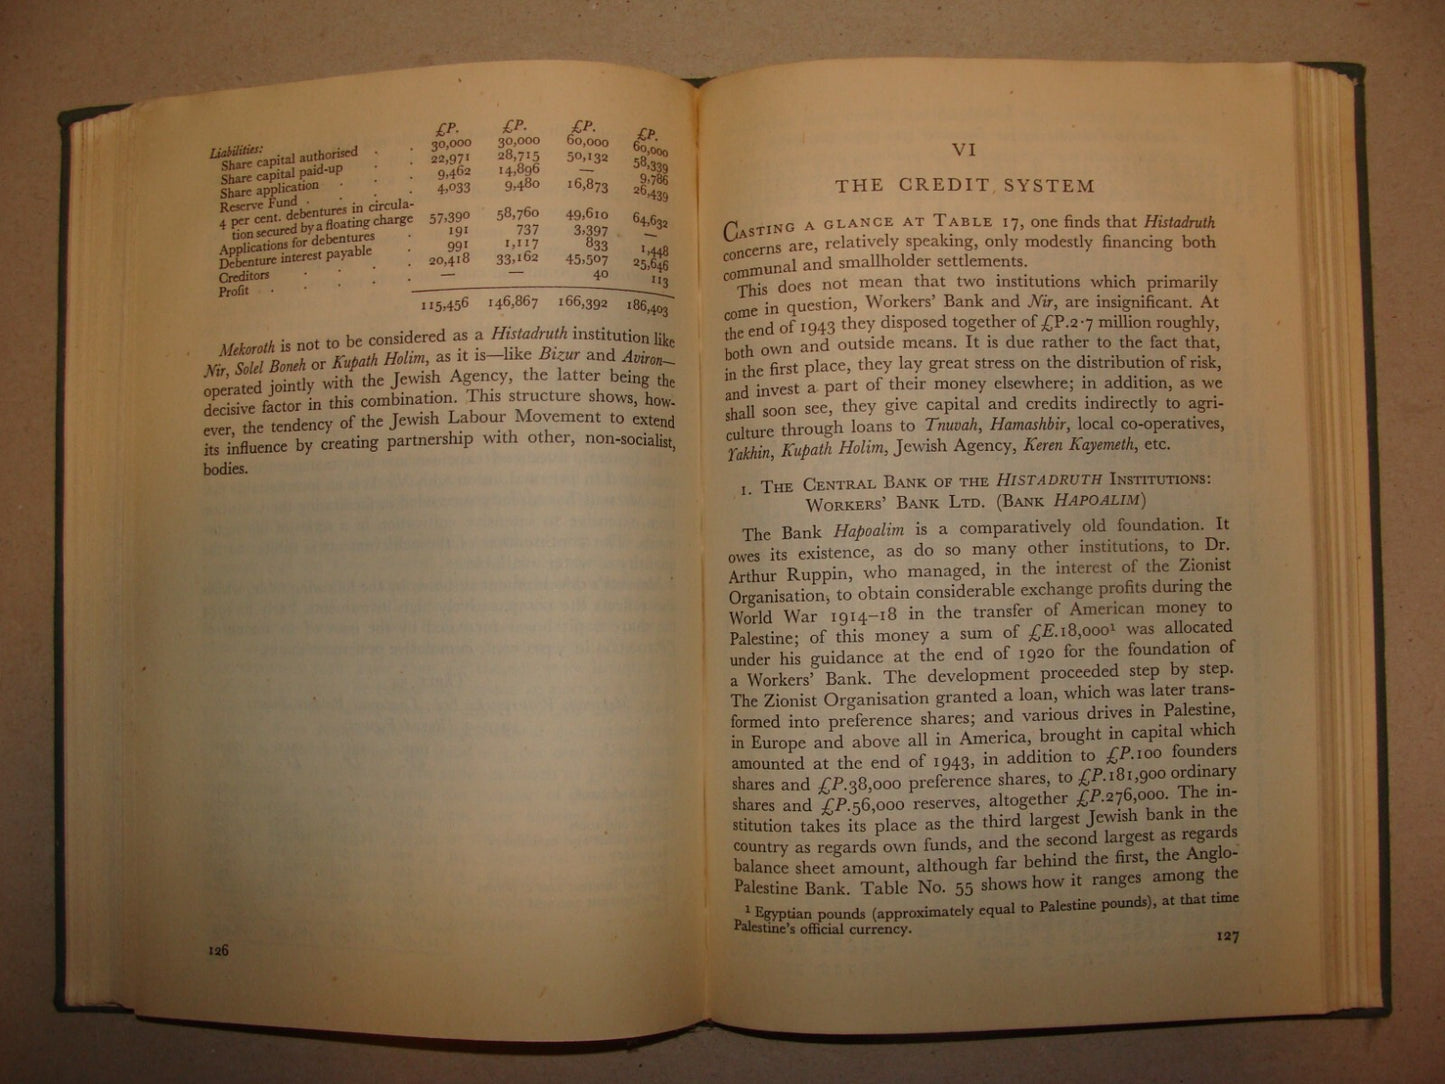 £P. £P. £P. £P.
Liabilities:
Share capital authorised . . 30,000 30,000 60,000 60,000
Share capital paid-up . . 22,971 28,715 50,132 58,339
Share application . . . 9,462 14,896 — 9,786
Reserve Fund . . . . 4,033 9,480 16,873 26,439
4 per cent. debentures in circula-
tion secured by a floating charge 57,390 58,760 49,610 64,632
Applications for debentures . 191 737 3,397 —
Debenture interest payable . 991 1,117 833 1,448
Creditors . . . . 20,418 33,162 45,507 25,646
Profit . . . . . — — 40 113
115,456 146,867 166,392 186,403
Mekoroth is not to be considered as a Histadruth institution like
Nir, Solel Boneh or Kupath Holim, as it is—like Bizur and Aviron—
operated jointly with the Jewish Agency, the latter being the
decisive factor in this combination. This structure shows, how-
ever, the tendency of the Jewish Labour Movement to extend
its influence by creating partnership with other, non-socialist,
bodies.
126
VI
THE CREDIT SYSTEM
CASTING A GLANCE AT TABLE 17, one finds that Histadruth
concerns are, relatively speaking, only modestly financing both
communal and smallholder settlements.
This does not mean that two institutions which primarily
come in question, Workers' Bank and Nir, are insignificant. At
the end of 1943 they disposed together of £P.2·7 million roughly,
both own and outside means. It is due rather to the fact that,
in the first place, they lay great stress on the distribution of risk,
and invest a part of their money elsewhere; in addition, as we
shall soon see, they give capital and credits indirectly to agri-
culture through loans to Tnuvah, Hamashbir, local co-operatives,
Yakhin, Kupath Holim, Jewish Agency, Keren Kayemeth, etc.
1. THE CENTRAL BANK OF THE HISTADRUTH INSTITUTIONS:
WORKERS' BANK LTD. (BANK HAPOALIM)
The Bank Hapoalim is a comparatively old foundation. It
owes its existence, as do so many other institutions, to Dr.
Arthur Ruppin, who managed, in the interest of the Zionist
Organisation, to obtain considerable exchange profits during the
World War 1914–18 in the transfer of American money to
Palestine; of this money a sum of £E.18,000¹ was allocated
under his guidance at the end of 1920 for the foundation of
a Workers' Bank. The development proceeded step by step.
The Zionist Organisation granted a loan, which was later trans-
formed into preference shares; and various drives in Palestine,
in Europe and above all in America, brought in capital which
amounted at the end of 1943, in addition to £P.100 founders
shares and £P.38,000 preference shares, to £P.181,900 ordinary
shares and £P.56,000 reserves, altogether £P.276,000. The in-
stitution takes its place as the third largest Jewish bank in the
country as regards own funds, and the second largest as regards
balance sheet amount, although far behind the first, the Anglo-
Palestine Bank. Table No. 55 shows how it ranges among the
¹ Egyptian pounds (approximately equal to Palestine pounds), at that time
Palestine's official currency.
127